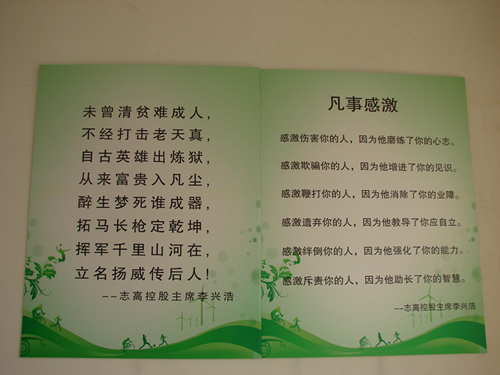 未曾清贫难成人,
不经打击老天真,
自古英雄出炼狱,
从来富贵入凡尘,
醉生梦死谁成器,
拓马长枪定乾坤,
挥军千里山河在,
立名扬威传后人!
--志高控股主席李兴浩
凡事感激
感激伤害你的人，因为他磨练了你的心志。
感激欺骗你的人，因为他增进了你的见识。
感激鞭打你的人，因为他消除了你的业障。
感激遗弃你的人，因为他教导了你应自立。
感激绊倒你的人，因为他强化了你的能力。
感激斥责你的人，因为他助长了你的智慧。
--志高控股主席李兴浩